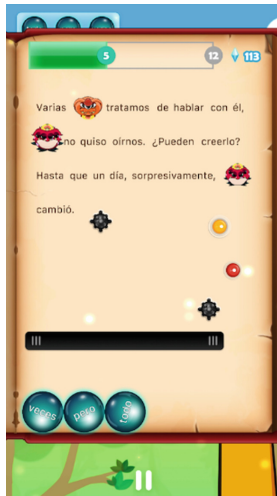 5
12
113
Varias tratamos de hablar con él,
no quiso oírnos. ¿Pueden creerlo?
Hasta que un día, sorpresivamente,
cambió.
veces
pero
todo